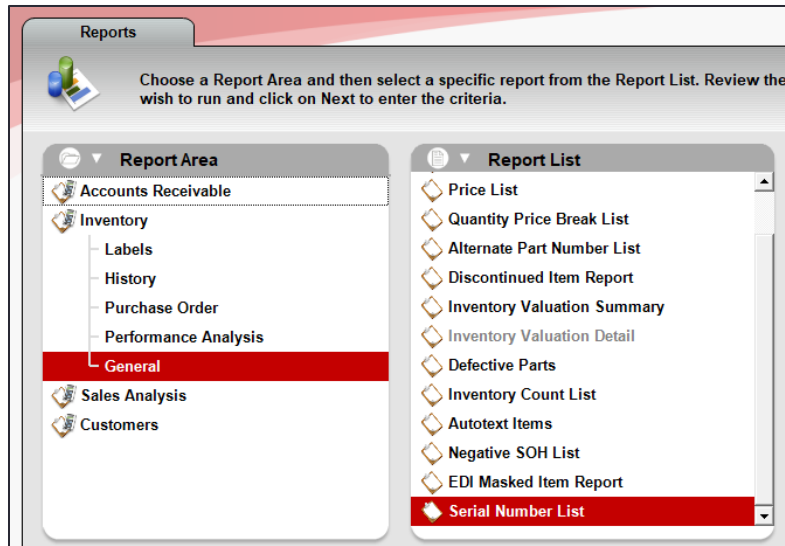 Reports
Choose a Report Area and then select a specific report from the Report List. Review the
wish to run and click on Next to enter the criteria.
Report Area
Accounts Receivable
Inventory
Labels
History
Purchase Order
Performance Analysis
General
Sales Analysis
Customers
Report List
Price List
Quantity Price Break List
Alternate Part Number List
Discontinued Item Report
Inventory Valuation Summary
Inventory Valuation Detail
Defective Parts
Inventory Count List
Autotext Items
Negative SOH List
EDI Masked Item Report
Serial Number List